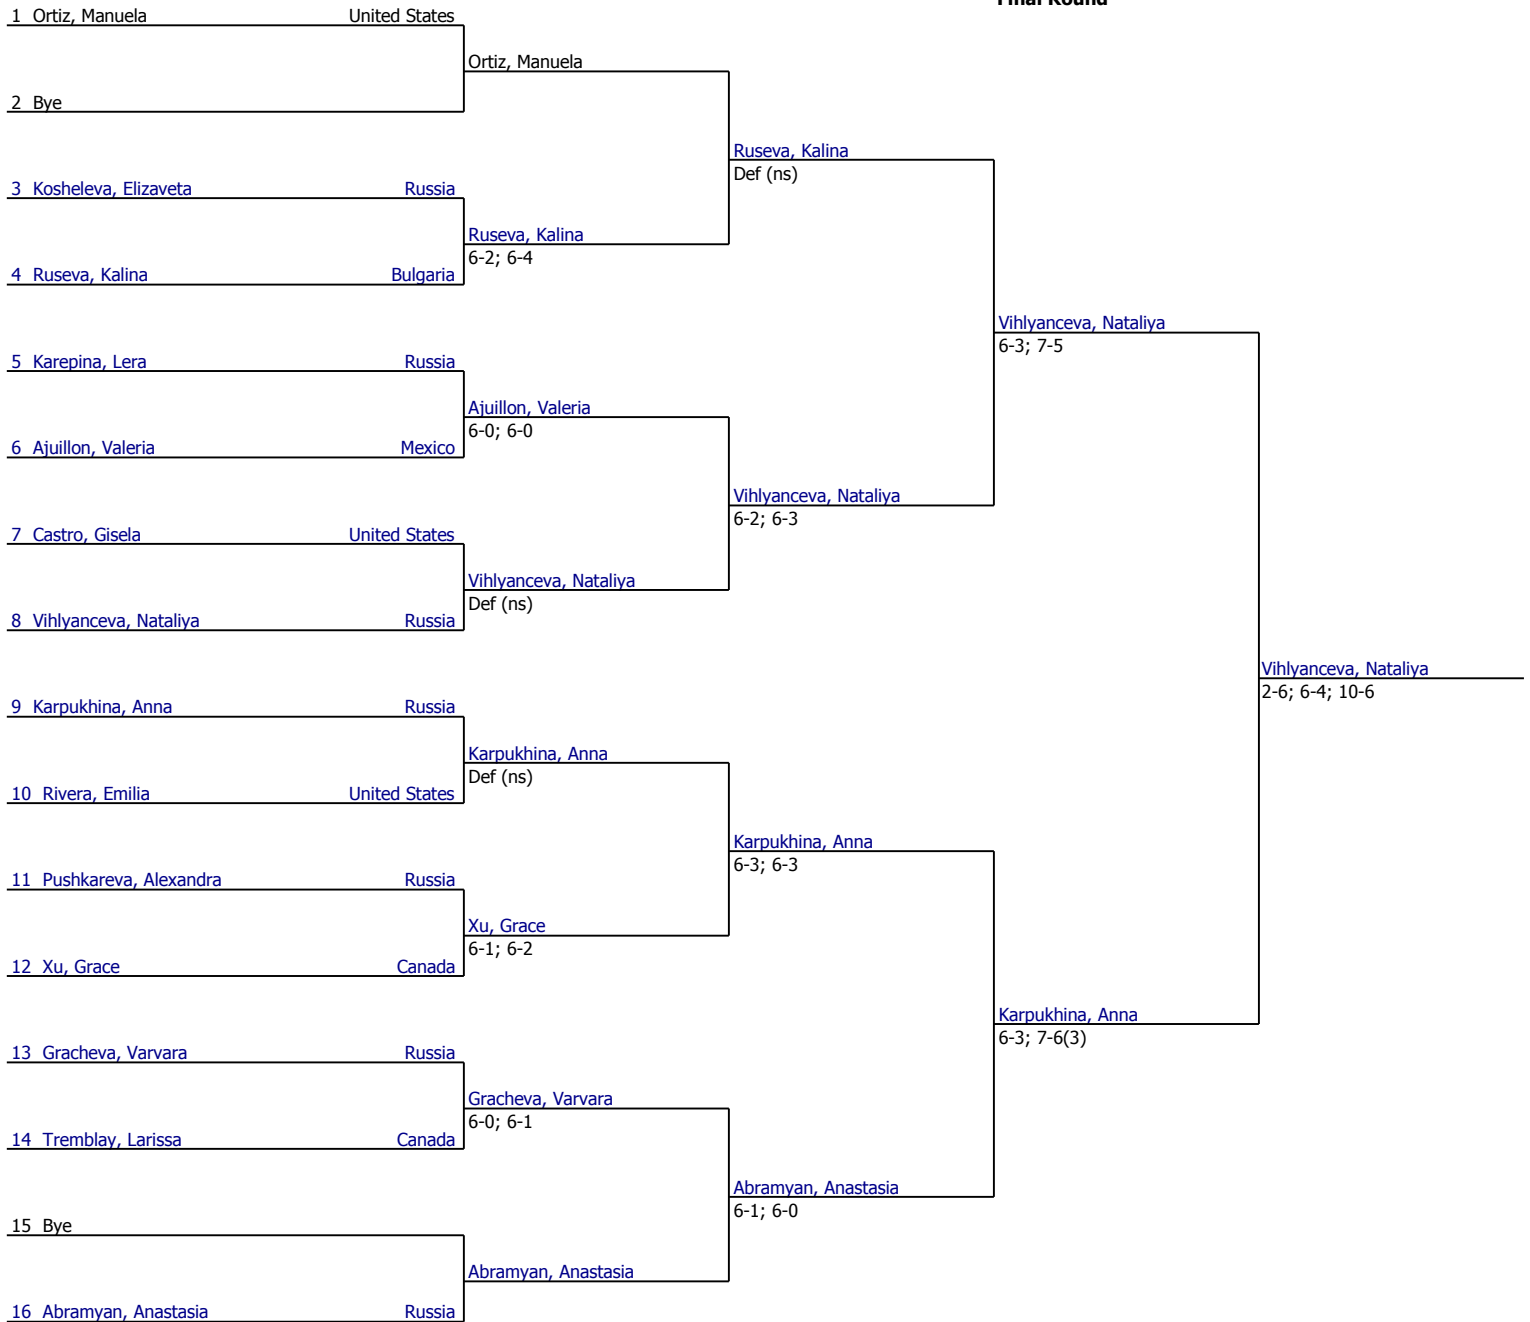 Final Round
1 Ortiz, Manuela United States
Ortiz, Manuela
2 Bye
Ruseva, Kalina
Def (ns)
3 Kosheleva, Elizaveta Russia
Ruseva, Kalina
6-2; 6-4
4 Ruseva, Kalina Bulgaria
Vihlyanceva, Nataliya
6-3; 7-5
5 Karepina, Lera Russia
Ajuillon, Valeria
6-0; 6-0
6 Ajuillon, Valeria Mexico
Vihlyanceva, Nataliya
6-2; 6-3
7 Castro, Gisela United States
Vihlyanceva, Nataliya
Def (ns)
8 Vihlyanceva, Nataliya Russia
Vihlyanceva, Nataliya
2-6; 6-4; 10-6
9 Karpukhina, Anna Russia
Karpukhina, Anna
Def (ns)
10 Rivera, Emilia United States
Karpukhina, Anna
6-3; 6-3
11 Pushkareva, Alexandra Russia
Xu, Grace
6-1; 6-2
12 Xu, Grace Canada
Karpukhina, Anna
6-3; 7-6(3)
13 Gracheva, Varvara Russia
Gracheva, Varvara
6-0; 6-1
14 Tremblay, Larissa Canada
Abramyan, Anastasia
6-1; 6-0
15 Bye
Abramyan, Anastasia
16 Abramyan, Anastasia Russia